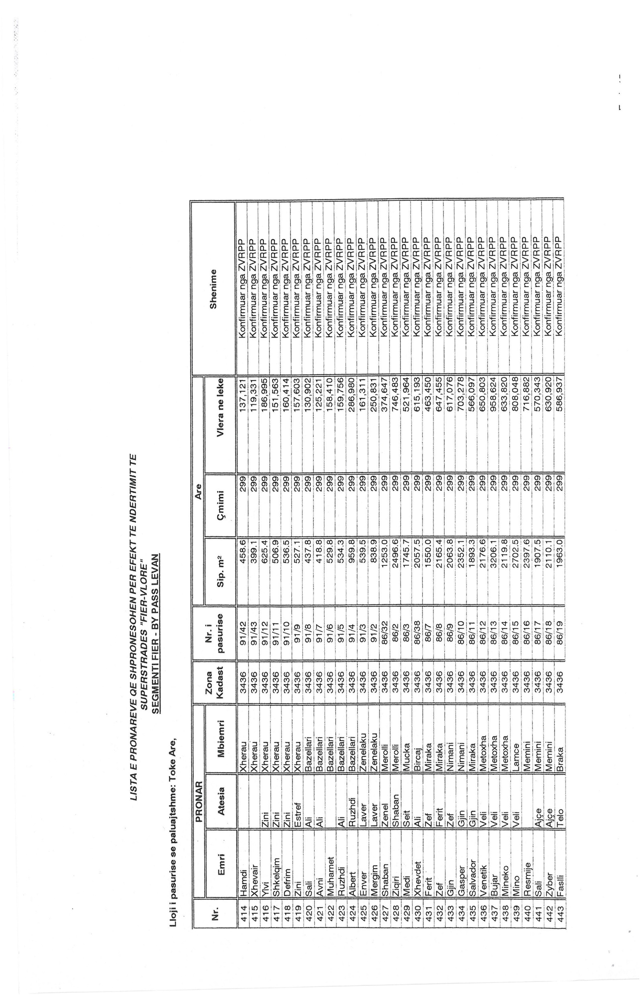 LISTA E PRONAREVE QE SHPRONESOHEN PER EFEKT TE NDERTIMIT TE
SUPERSTRADES "FIER-VLORE"
SEGMENTI FIER - BY PASS LEVAN
Lloji i pasurise se paluajtshme: Toke Are,
PRONAR Are
Nr. Emri Atesia Mbiemri Zona Kadast Nr. i pasurise Sip. m² Çmimi Vlera ne leke Shenime
414 Hamdi Xherau 3436 91/42 458.6 299 137,121 Konfirmuar nga ZVRPP
415 Xhevair Xherau 3436 91/43 399.1 299 119,331 Konfirmuar nga ZVRPP
416 Ylvi Zini Xherau 3436 91/12 625.4 299 186,995 Konfirmuar nga ZVRPP
417 Shkelqim Zini Xherau 3436 91/11 506.9 299 151,563 Konfirmuar nga ZVRPP
418 Defrim Zini Xherau 3436 91/10 536.5 299 160,414 Konfirmuar nga ZVRPP
419 Zini Estref Xherau 3436 91/9 527.1 299 157,603 Konfirmuar nga ZVRPP
420 Sali Ali Bazellari 3436 91/8 437.8 299 130,902 Konfirmuar nga ZVRPP
421 Avni Ali Bazellari 3436 91/7 418.8 299 125,221 Konfirmuar nga ZVRPP
422 Muhamet Bazellari 3436 91/6 529.8 299 158,410 Konfirmuar nga ZVRPP
423 Ruzhdi Ali Bazellari 3436 91/5 534.3 299 159,756 Konfirmuar nga ZVRPP
424 Albert Ruzhdi Bazellari 3436 91/4 959.8 299 286,980 Konfirmuar nga ZVRPP
425 Enver Laver Zenelaku 3436 91/3 539.5 299 161,311 Konfirmuar nga ZVRPP
426 Mergim Laver Zenelaku 3436 91/2 838.9 299 250,831 Konfirmuar nga ZVRPP
427 Shaban Zenel Merolli 3436 86/32 1253.0 299 374,647 Konfirmuar nga ZVRPP
428 Ziqiri Shaban Merolli 3436 86/2 2496.6 299 746,483 Konfirmuar nga ZVRPP
429 Medi Seit Mucka 3436 86/3 1745.7 299 521,964 Konfirmuar nga ZVRPP
430 Xhevdet Ali Bircaj 3436 86/38 2057.5 299 615,193 Konfirmuar nga ZVRPP
431 Ferit Zef Miraka 3436 86/7 1550.0 299 463,450 Konfirmuar nga ZVRPP
432 Zef Ferit Miraka 3436 86/8 2165.4 299 647,455 Konfirmuar nga ZVRPP
433 Gjin Zef Nimani 3436 86/9 2063.8 299 617,076 Konfirmuar nga ZVRPP
434 Gasper Gjin Nimani 3436 86/10 2352.1 299 703,278 Konfirmuar nga ZVRPP
435 Salvador Gjin Miraka 3436 86/11 1893.3 299 566,097 Konfirmuar nga ZVRPP
436 Venetik Veli Metoxha 3436 86/12 2176.6 299 650,803 Konfirmuar nga ZVRPP
437 Bujar Veli Metoxha 3436 86/13 3206.1 299 958,624 Konfirmuar nga ZVRPP
438 Mineko Veli Metoxha 3436 86/14 2119.8 299 633,820 Konfirmuar nga ZVRPP
439 Mino Veli Lamce 3436 86/15 2702.5 299 808,048 Konfirmuar nga ZVRPP
440 Resmije Memini 3436 86/16 2397.6 299 716,882 Konfirmuar nga ZVRPP
441 Sali Ajçe Memini 3436 86/17 1907.5 299 570,343 Konfirmuar nga ZVRPP
442 Zyber Ajçe Memini 3436 86/18 2110.1 299 630,920 Konfirmuar nga ZVRPP
443 Faslli Telo Braka 3436 86/19 1963.0 299 586,937 Konfirmuar nga ZVRPP